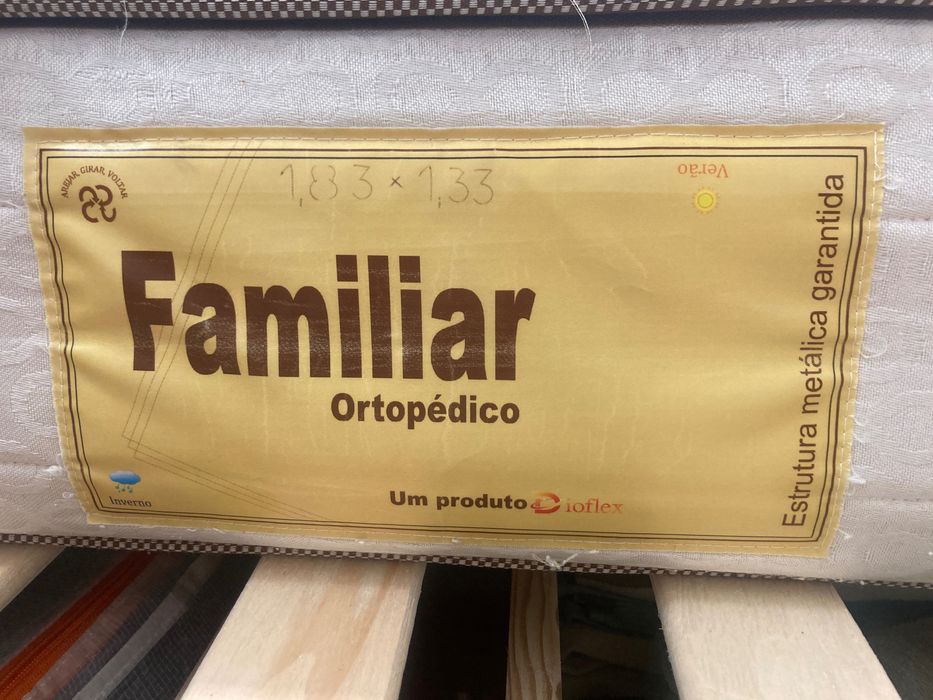 AREJAR, GIRAR, VOLTAR
1,83 × 1,33
Verão
Familiar
Ortopédico
Estrutura metálica garantida
Inverno
Um produto Dioflex